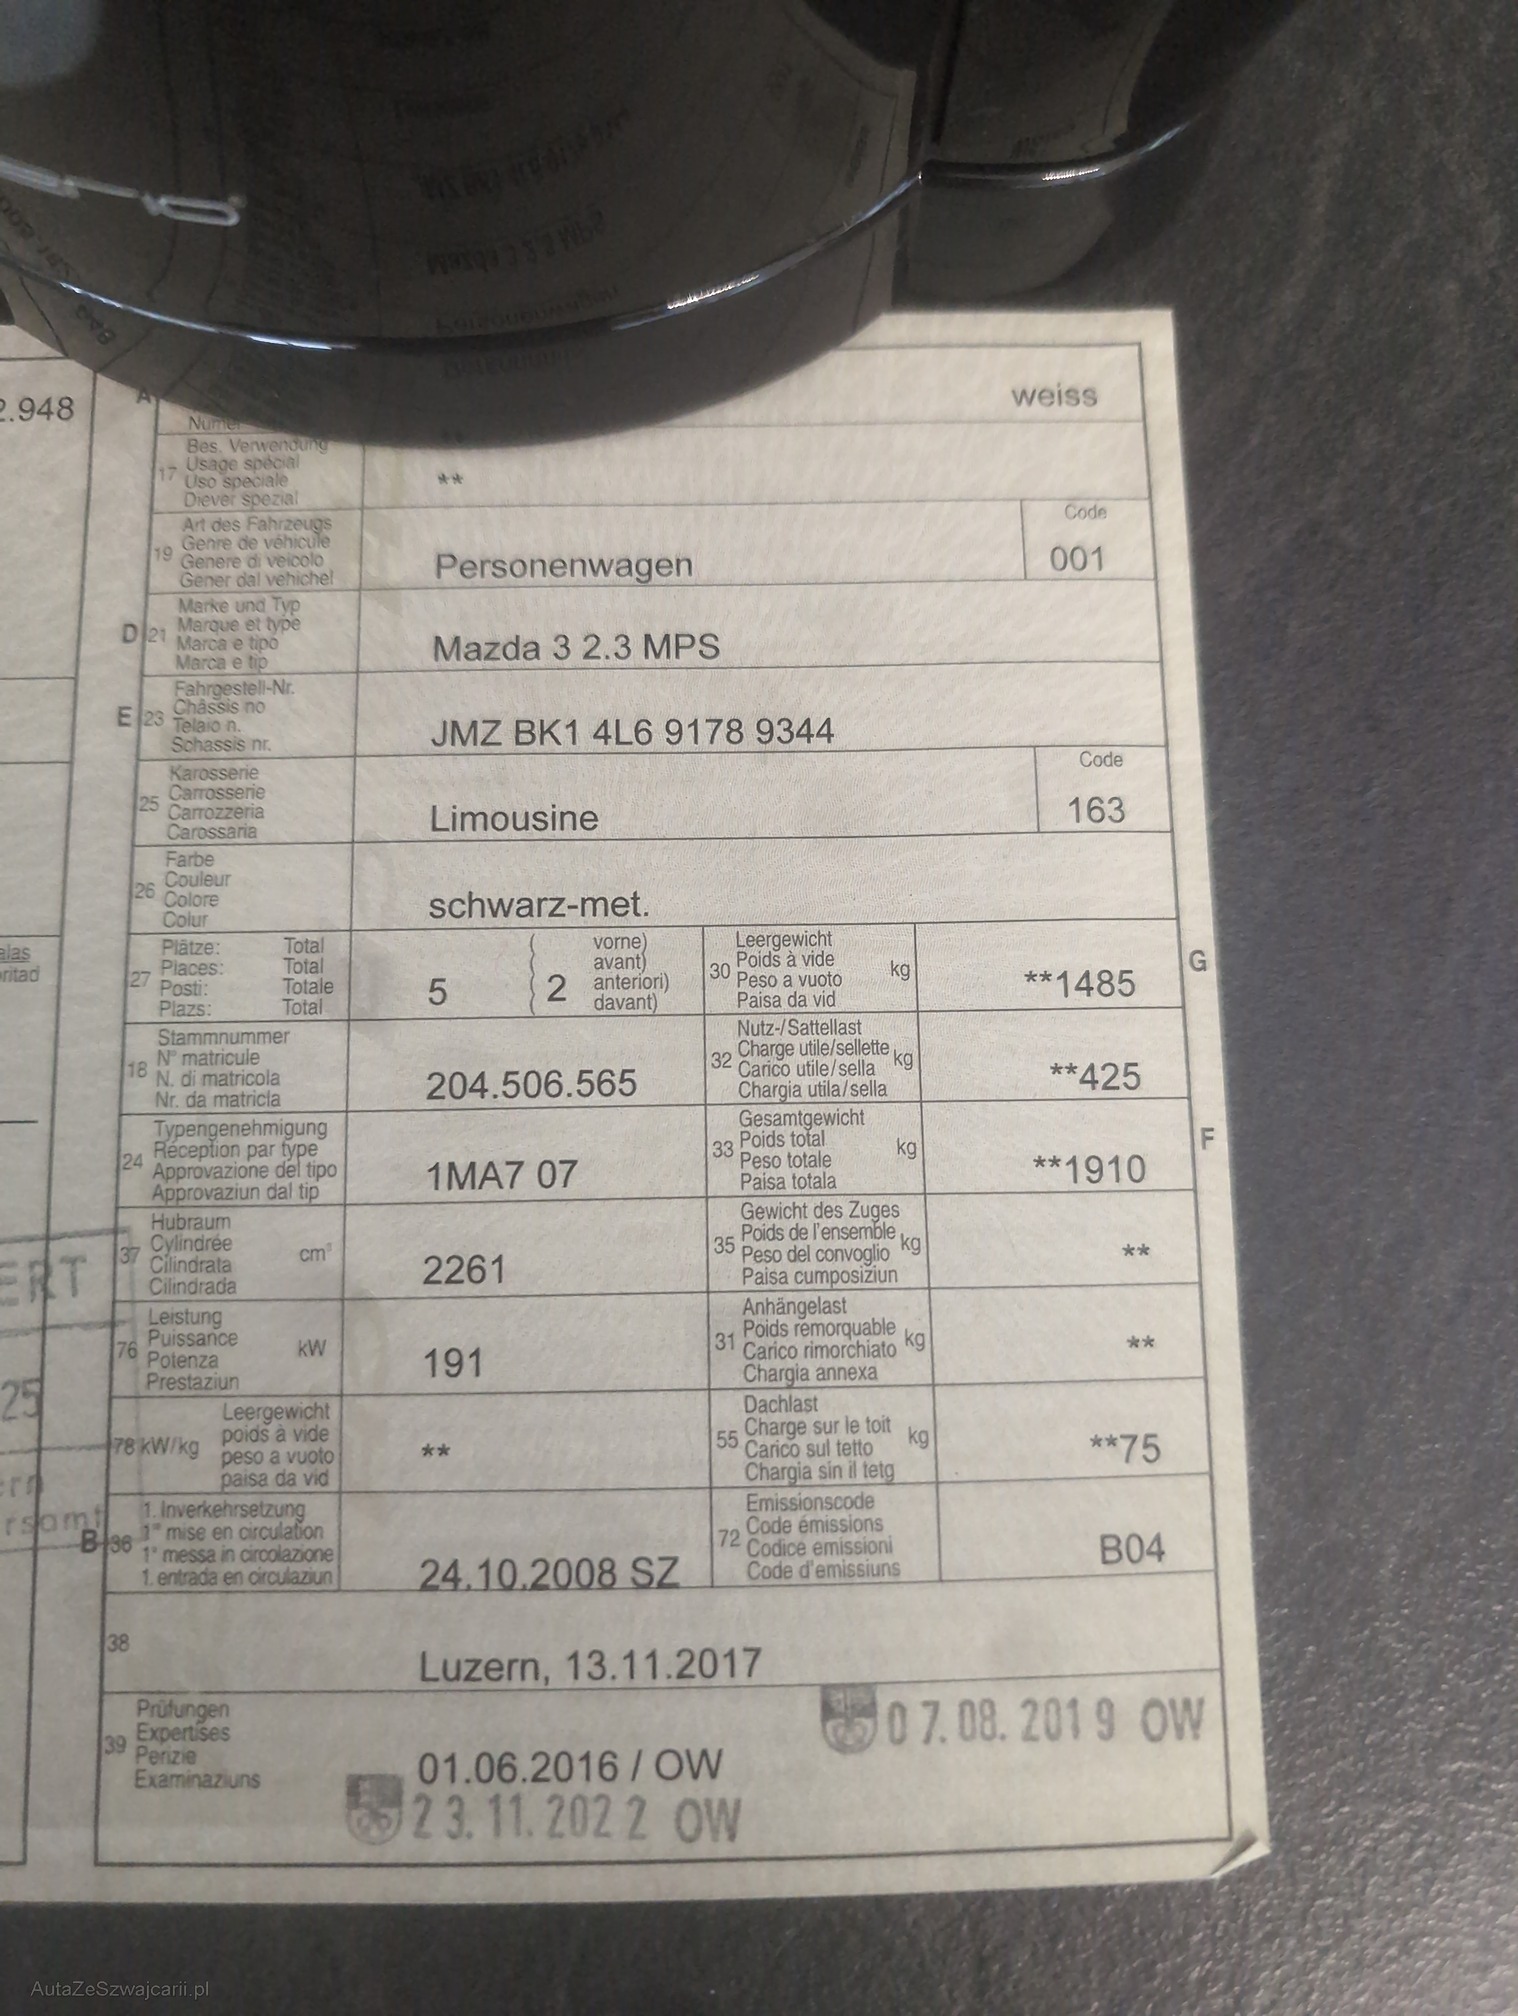 2.948
A
weiss
Numer
17 Bes. Verwendung
Usage spécial
Uso speciale
Diever spezial
**
19 Art des Fahrzeugs
Genre de véhicule
Genere di veicolo
Gener dal vehichel
Personenwagen
Code
001
D 21 Marke und Typ
Marque et type
Marca e tipo
Marca e tip
Mazda 3 2.3 MPS
E 23 Fahrgestell-Nr.
Châssis no
Telaio n.
Schassis nr.
JMZ BK1 4L6 9178 9344
25 Karosserie
Carrosserie
Carrozzeria
Carossaria
Limousine
Code
163
26 Farbe
Couleur
Colore
Colur
schwarz-met.
27 Plätze: Total
Places: Total
Posti: Totale
Plazs: Total
5 ( 2 vorne)
avant)
anteriori)
davant)
30 Leergewicht
Poids à vide
Peso a vuoto
Paisa da vid
kg
**1485
G
18 Stammnummer
N° matricule
N. di matricola
Nr. da matricla
204.506.565
32 Nutz-/Sattellast
Charge utile/sellette
Carico utile/sella
Chargia utila/sella
kg
**425
24 Typengenehmigung
Réception par type
Approvazione del tipo
Approvaziun dal tip
1MA7 07
33 Gesamtgewicht
Poids total
Peso totale
Paisa totala
kg
**1910
F
37 Hubraum
Cylindrée
Cilindrata
Cilindrada
cm³
2261
35 Gewicht des Zuges
Poids de l'ensemble
Peso del convoglio
Paisa cumposiziun
kg
**
76 Leistung
Puissance
Potenza
Prestaziun
kW
191
31 Anhängelast
Poids remorquable
Carico rimorchiato
Chargia annexa
kg
**
78 kW/kg Leergewicht
poids à vide
peso a vuoto
paisa da vid
**
55 Dachlast
Charge sur le toit
Carico sul tetto
Chargia sin il tetg
kg
**75
B 36 1. Inverkehrsetzung
1re mise en circulation
1a messa in circolazione
1. entrada en circulaziun
24.10.2008 SZ
72 Emissionscode
Code émissions
Codice emissioni
Code d'emissiuns
B04
38
Luzern, 13.11.2017
39 Prüfungen
Expertises
Perizie
Examinaziuns
07.08.2019 OW
01.06.2016 / OW
23.11.2022 OW
AutaZeSzwajcarii.pl